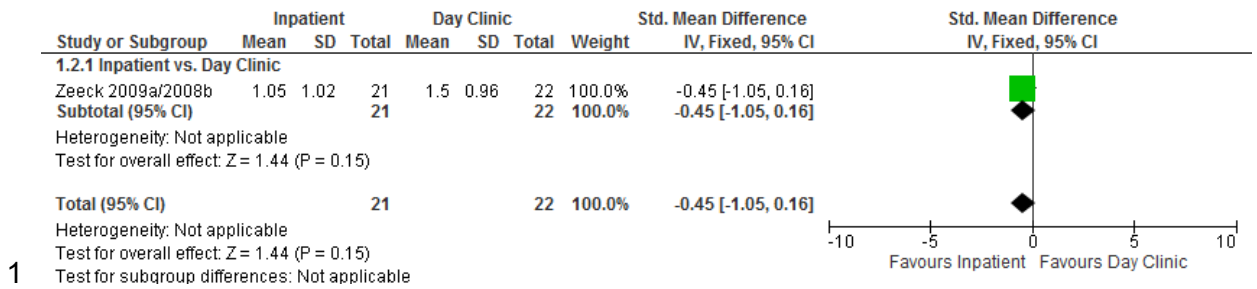 Inpatient Day Clinic Std. Mean Difference Std. Mean Difference
Study or Subgroup Mean SD Total Mean SD Total Weight IV, Fixed, 95% CI IV, Fixed, 95% CI
1.2.1 Inpatient vs. Day Clinic
Zeeck 2009a/2008b 1.05 1.02 21 1.5 0.96 22 100.0% -0.45 [-1.05, 0.16]
Subtotal (95% CI) 21 22 100.0% -0.45 [-1.05, 0.16]
Heterogeneity: Not applicable
Test for overall effect: Z = 1.44 (P = 0.15)
Total (95% CI) 21 22 100.0% -0.45 [-1.05, 0.16]
Heterogeneity: Not applicable
-10 -5 0 5 10
Test for overall effect: Z = 1.44 (P = 0.15)
Favours Inpatient Favours Day Clinic
1 Test for subgroup differences: Not applicable